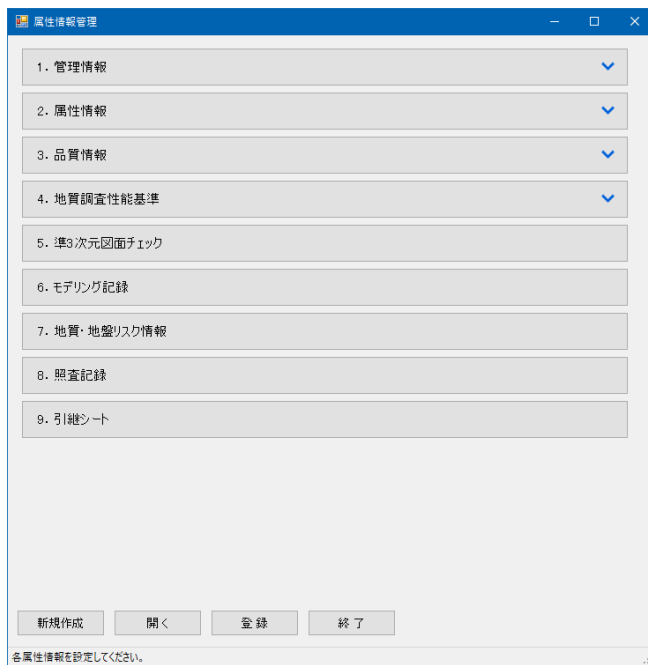 属性情報管理
1. 管理情報
2. 属性情報
3. 品質情報
4. 地質調査性能基準
5. 準3次元図面チェック
6. モデリング記録
7. 地質・地盤リスク情報
8. 照査記録
9. 引継シート
新規作成 開く 登録 終了
各属性情報を設定してください。